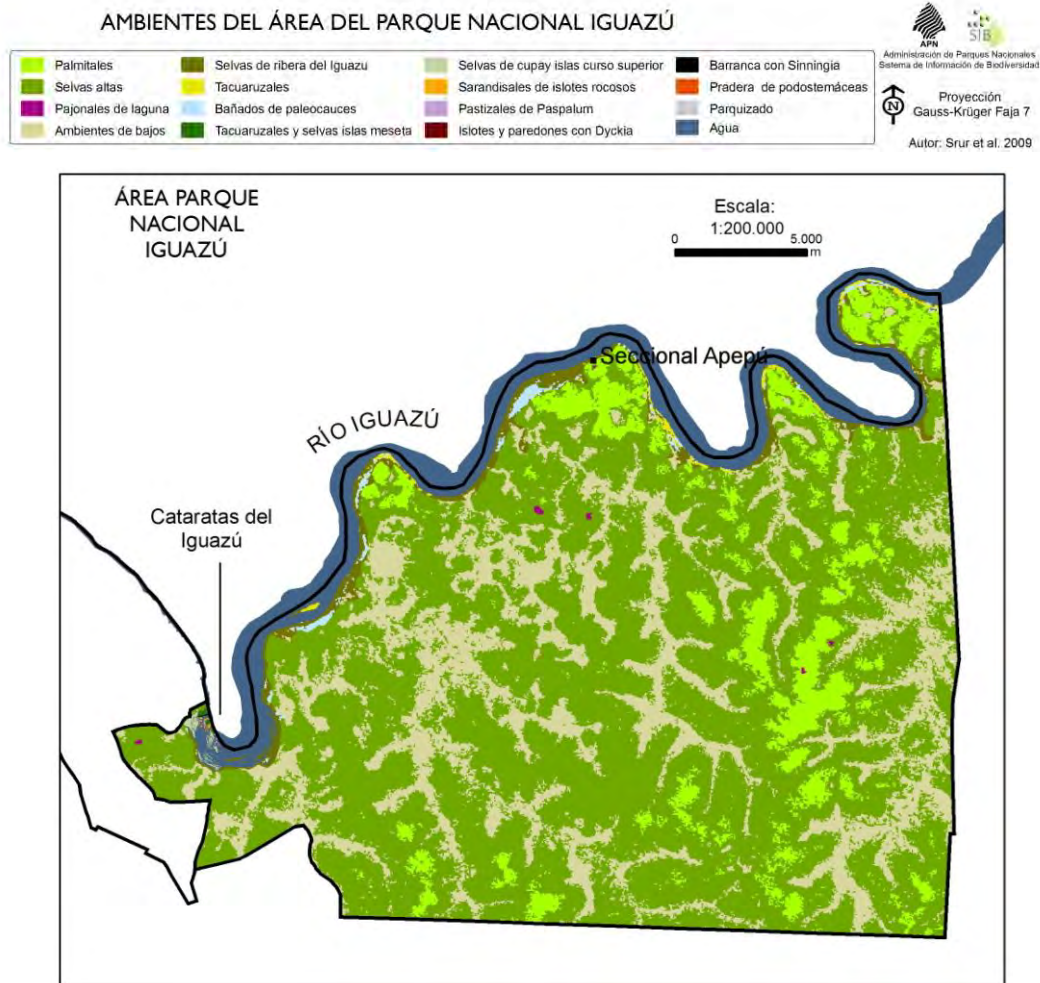 AMBIENTES DEL ÁREA DEL PARQUE NACIONAL IGUAZÚ
APN
SIB
Administración de Parques Nacionales
Sistema de Información de Biodiversidad
N
Proyección
Gauss-Krüger Faja 7
Autor: Srur et al. 2009
Palmitales
Selvas altas
Pajonales de laguna
Ambientes de bajos
Selvas de ribera del Iguazu
Tacuaruzales
Bañados de paleocauces
Tacuaruzales y selvas islas meseta
Selvas de cupay islas curso superior
Sarandisales de islotes rocosos
Pastizales de Paspalum
Islotes y paredones con Dyckia
Barranca con Sinningia
Pradera de podostemáceas
Parquizado
Agua
ÁREA PARQUE
NACIONAL
IGUAZÚ
Escala:
1:200.000
0 5.000
m
Seccional Apepú
RÍO IGUAZÚ
Cataratas del
Iguazú